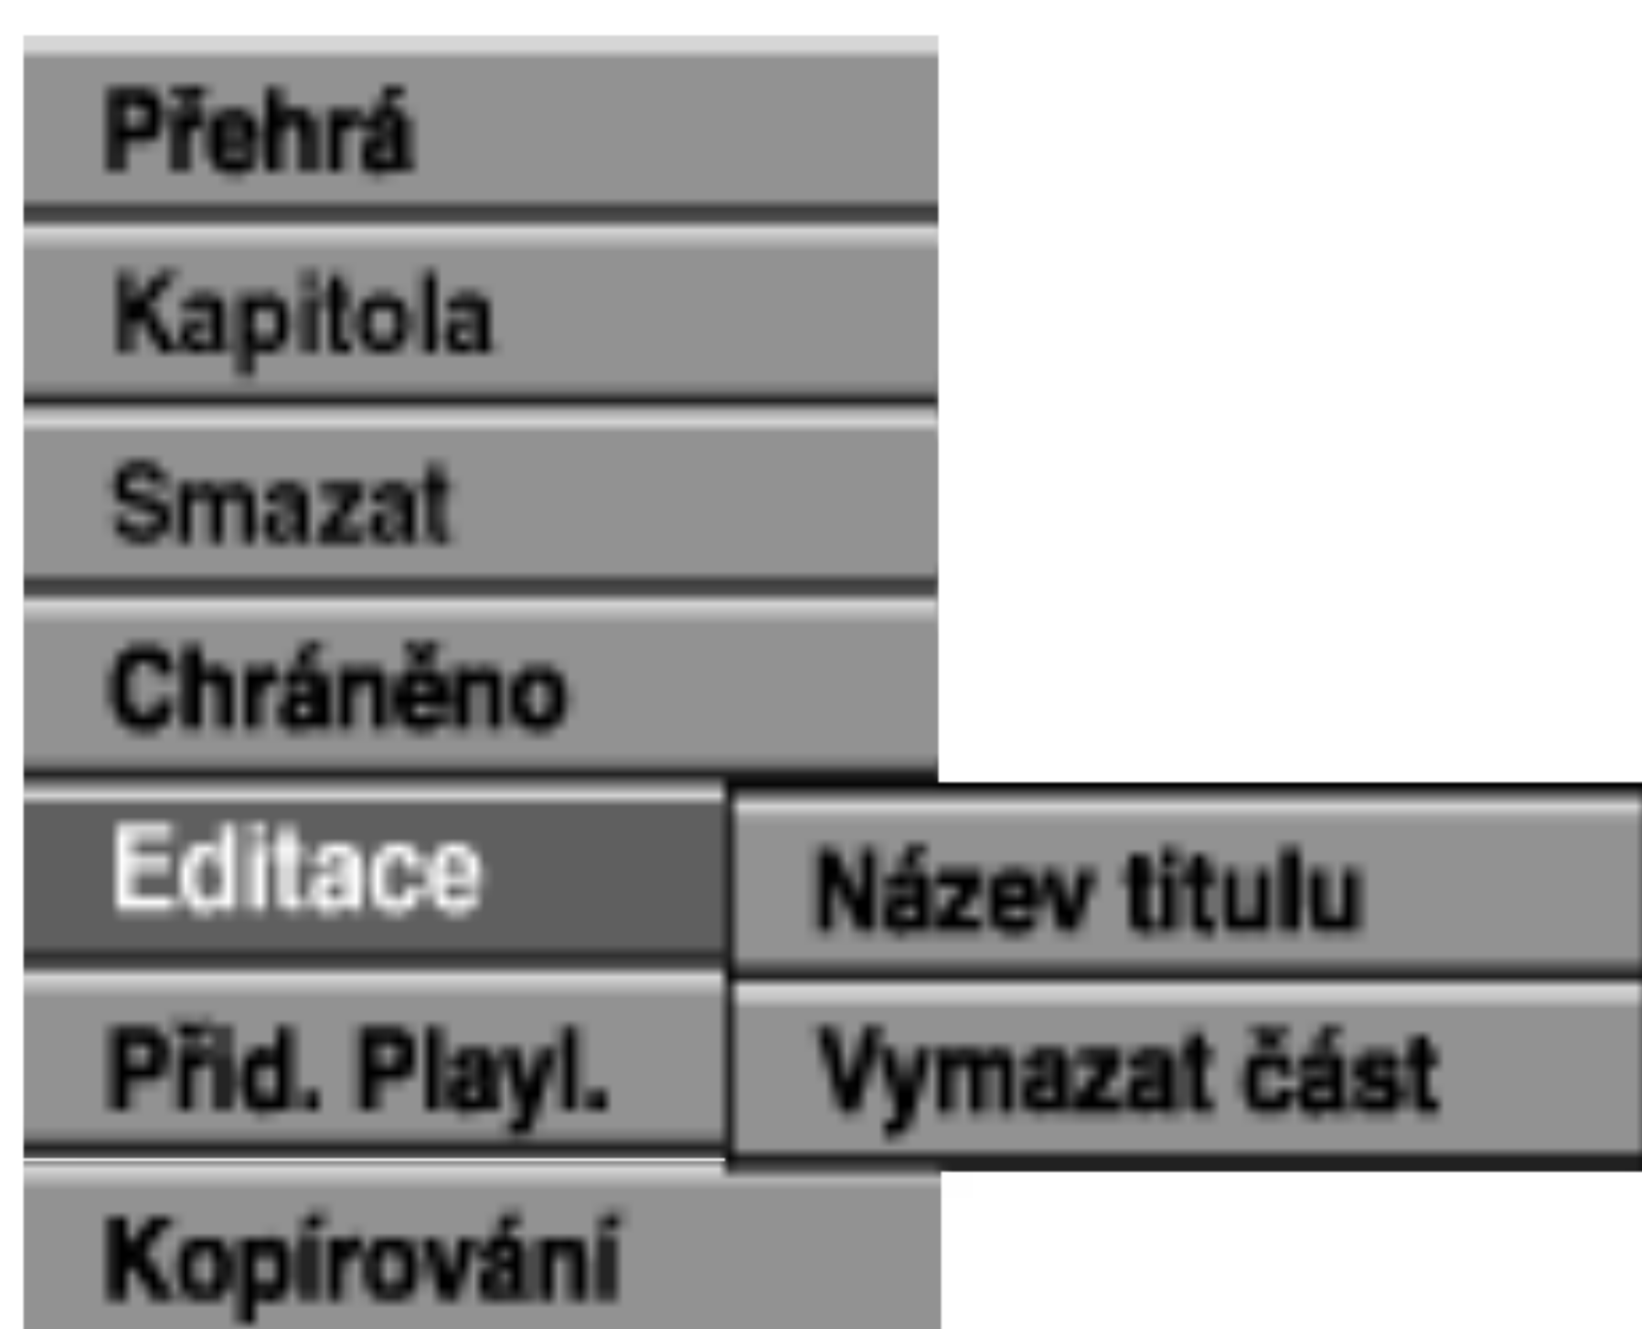 Přehrá
Kapitola
Smazat
Chráněno
Editace
Název titulu
Přid. Playl.
Vymazat část
Kopírování